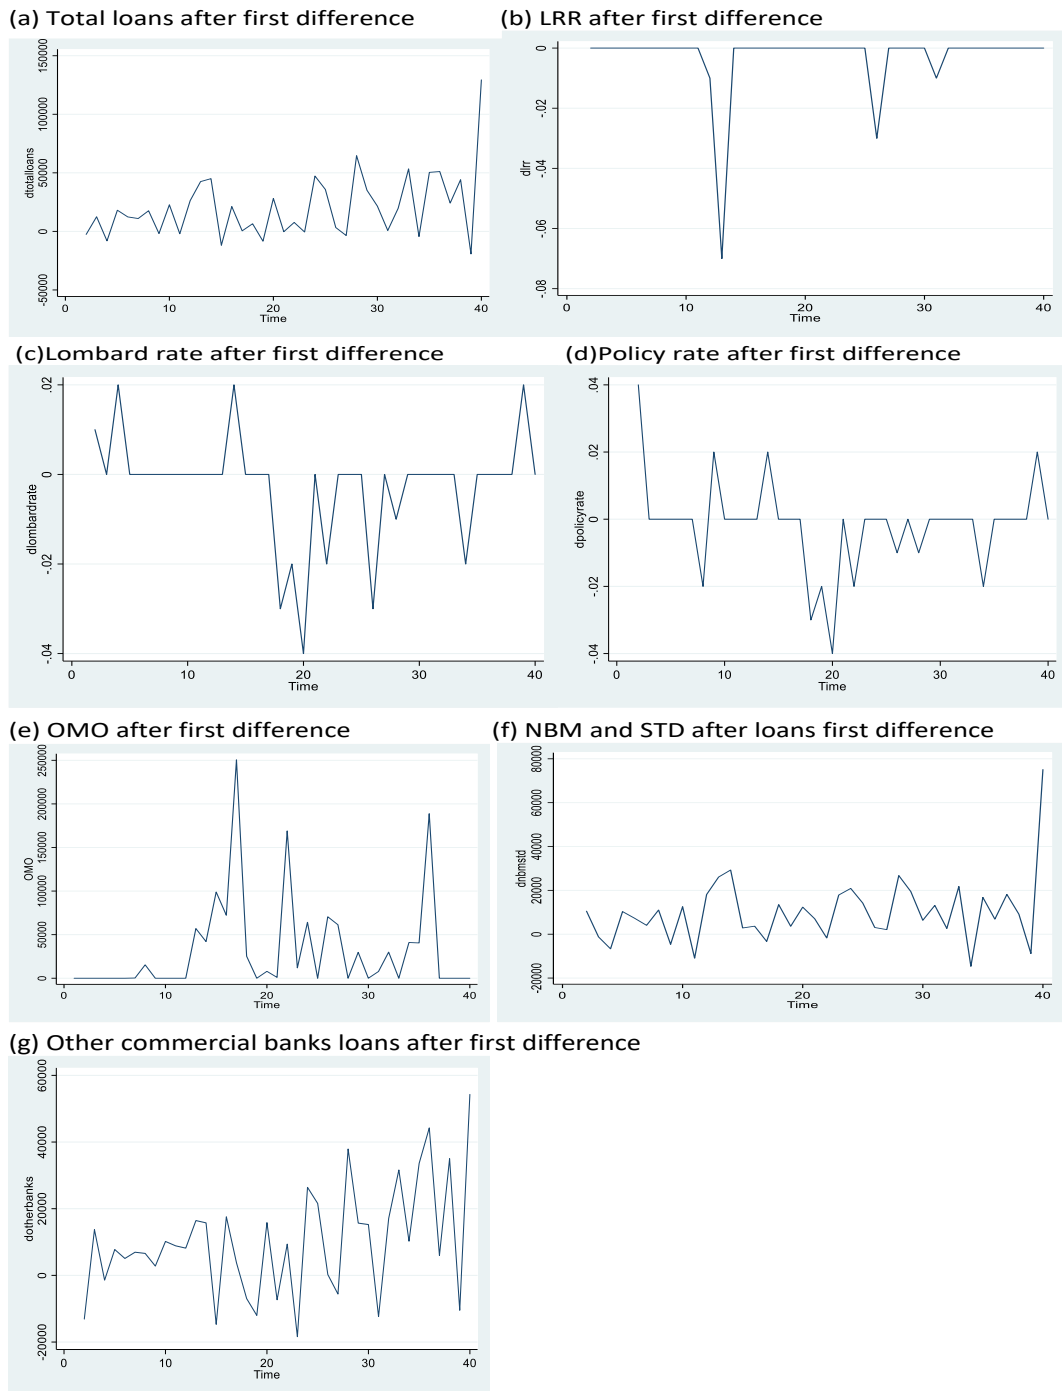 (a) Total loans after first difference
(b) LRR after first difference
dtotalloans
150000
100000
50000
0
-50000
0 10 20 30 40
Time
dlrr
0
-.02
-.04
-.06
-.08
0 10 20 30 40
Time
(c)Lombard rate after first difference
(d)Policy rate after first difference
dlombardrate
.02
0
-.02
-.04
0 10 20 30 40
Time
dpolicyrate
.04
.02
0
-.02
-.04
0 10 20 30 40
Time
(e) OMO after first difference
(f) NBM and STD after loans first difference
OMO
250000
200000
150000
100000
50000
0
0 10 20 30 40
Time
dnbmstd
80000
60000
40000
20000
0
-20000
0 10 20 30 40
Time
(g) Other commercial banks loans after first difference
dotherbanks
60000
40000
20000
0
-20000
0 10 20 30 40
Time